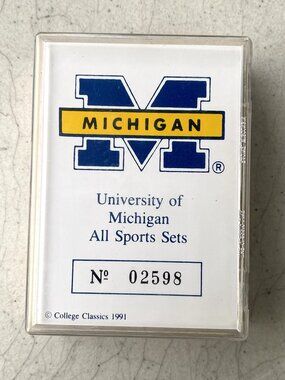 MICHIGAN
®
University of
Michigan
All Sports Sets
Nº 02598
© College Classics 1991